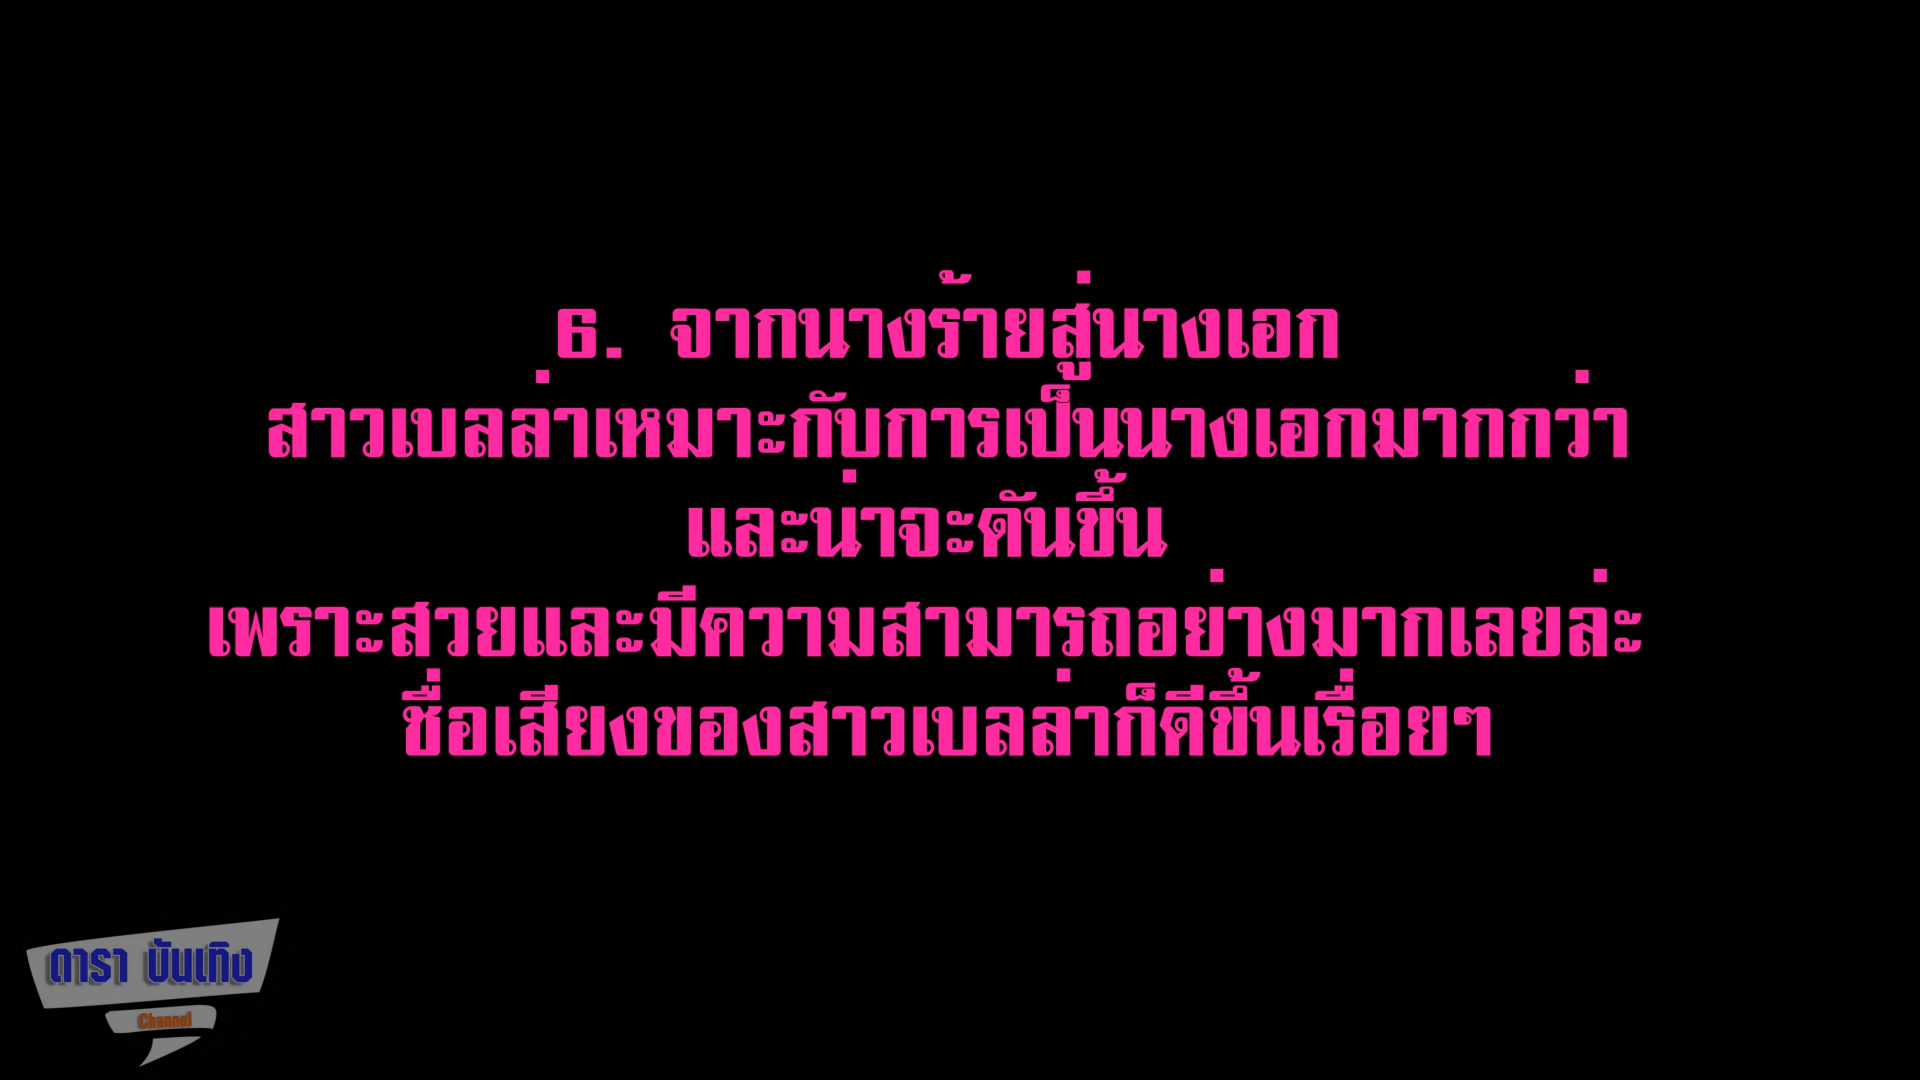 6. จากนางร้ายสู่นางเอก
สาวเบลล่าเหมาะกับการเป็นนางเอกมากกว่า
และน่าจะดันขึ้น
เพราะสวยและมีความสามารถอย่างมากเลยล่ะ
ชื่อเสียงของสาวเบลล่าก็ดีขึ้นเรื่อยๆ
ดารา บันเทิง
Channel